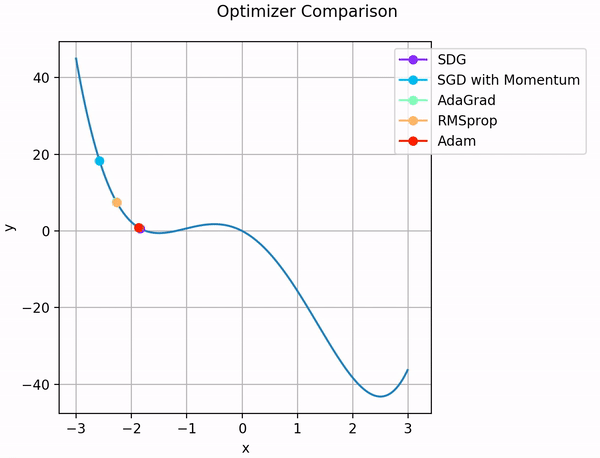 Optimizer Comparison
SDG
SGD with Momentum
AdaGrad
RMSprop
Adam
40
20
0
−20
−40
y
−3 −2 −1 0 1 2 3
x